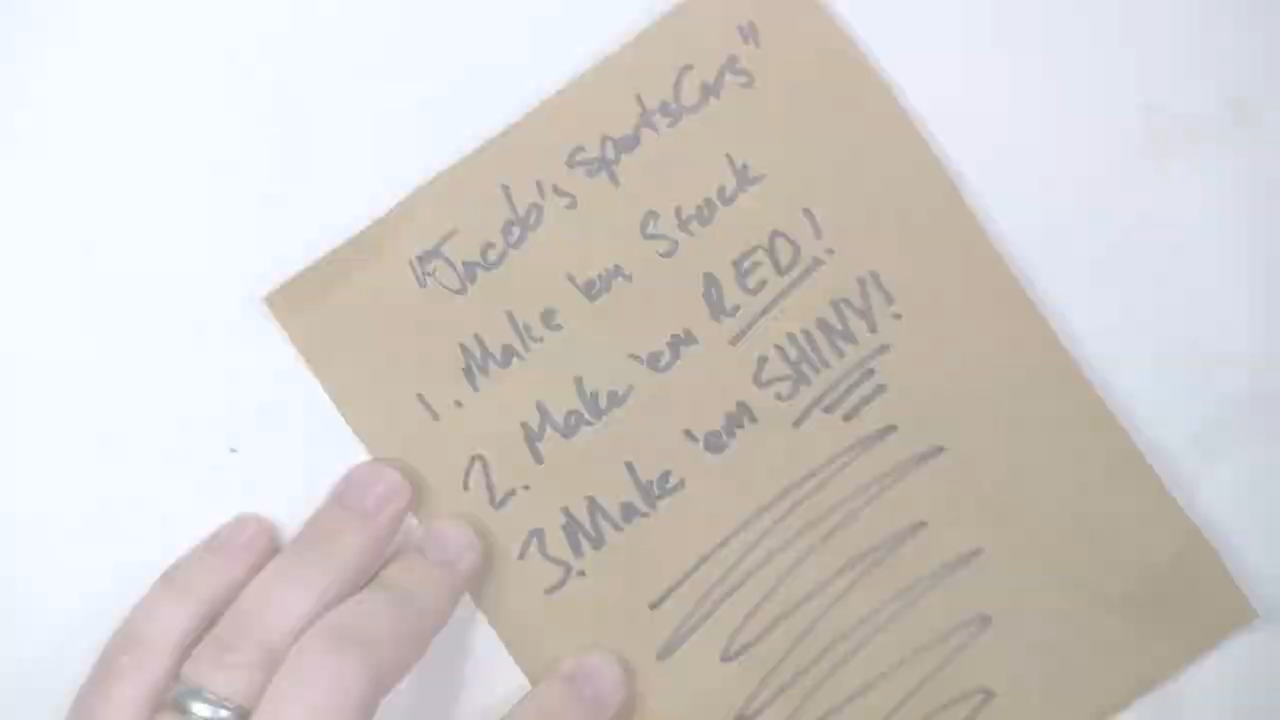 "Jacob's SportsCars"
1. Make 'em Stock
2. Make 'em RED!
3. Make 'em SHINY!